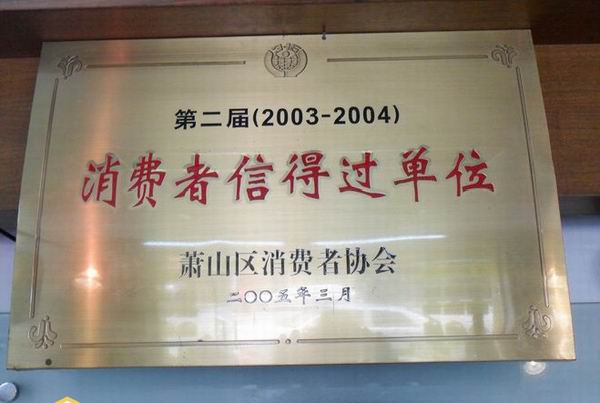 第二届(2003-2004)
消费者信得过单位
萧山区消费者协会
二〇〇五年三月